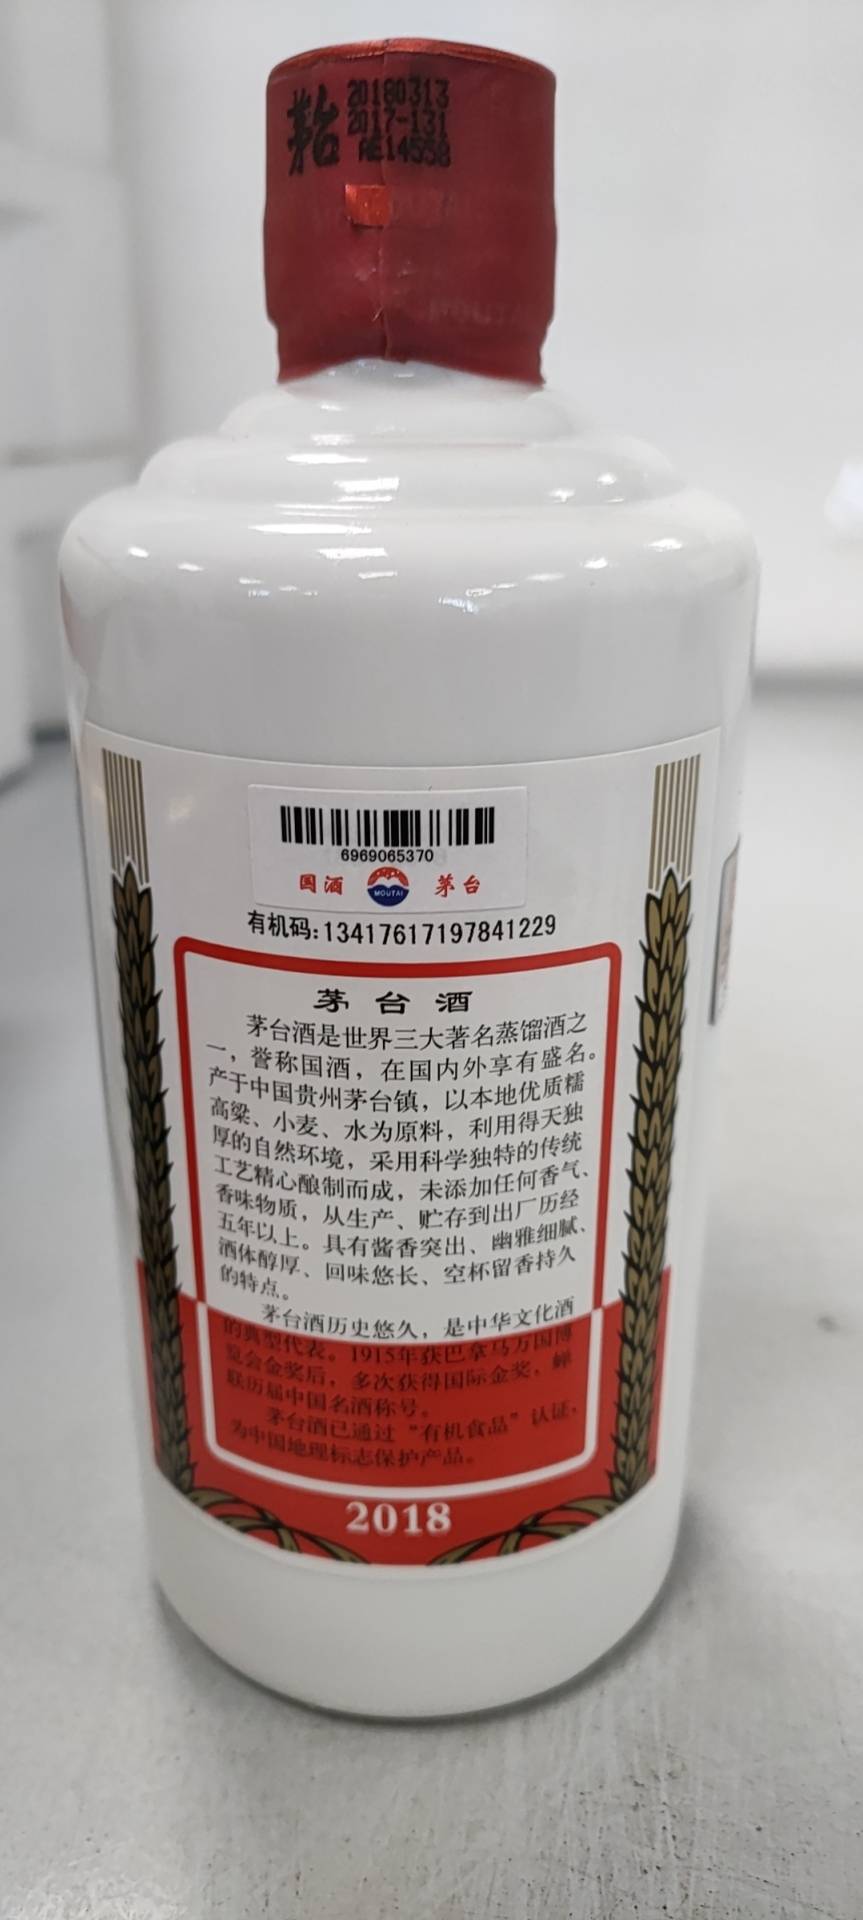 茅台
20180313
2017-131
AE14558
6969065370
国酒 MOUTAI 茅台
有机码:13417617197841229
茅台酒
茅台酒是世界三大著名蒸馏酒之
一，誉称国酒，在国内外享有盛名。
产于中国贵州茅台镇，以本地优质糯
高粱、小麦、水为原料，利用得天独
厚的自然环境，采用科学独特的传统
工艺精心酿制而成，未添加任何香气、
香味物质，从生产、贮存到出厂历经
五年以上。具有酱香突出、幽雅细腻、
酒体醇厚、回味悠长、空杯留香持久
的特点。
茅台酒历史悠久，是中华文化酒
的典型代表。1915年获巴拿马万国博
览会金奖后，多次获得国际金奖，蝉
联历届中国名酒称号。
茅台酒已通过“有机食品”认证，
为中国地理标志保护产品。
2018